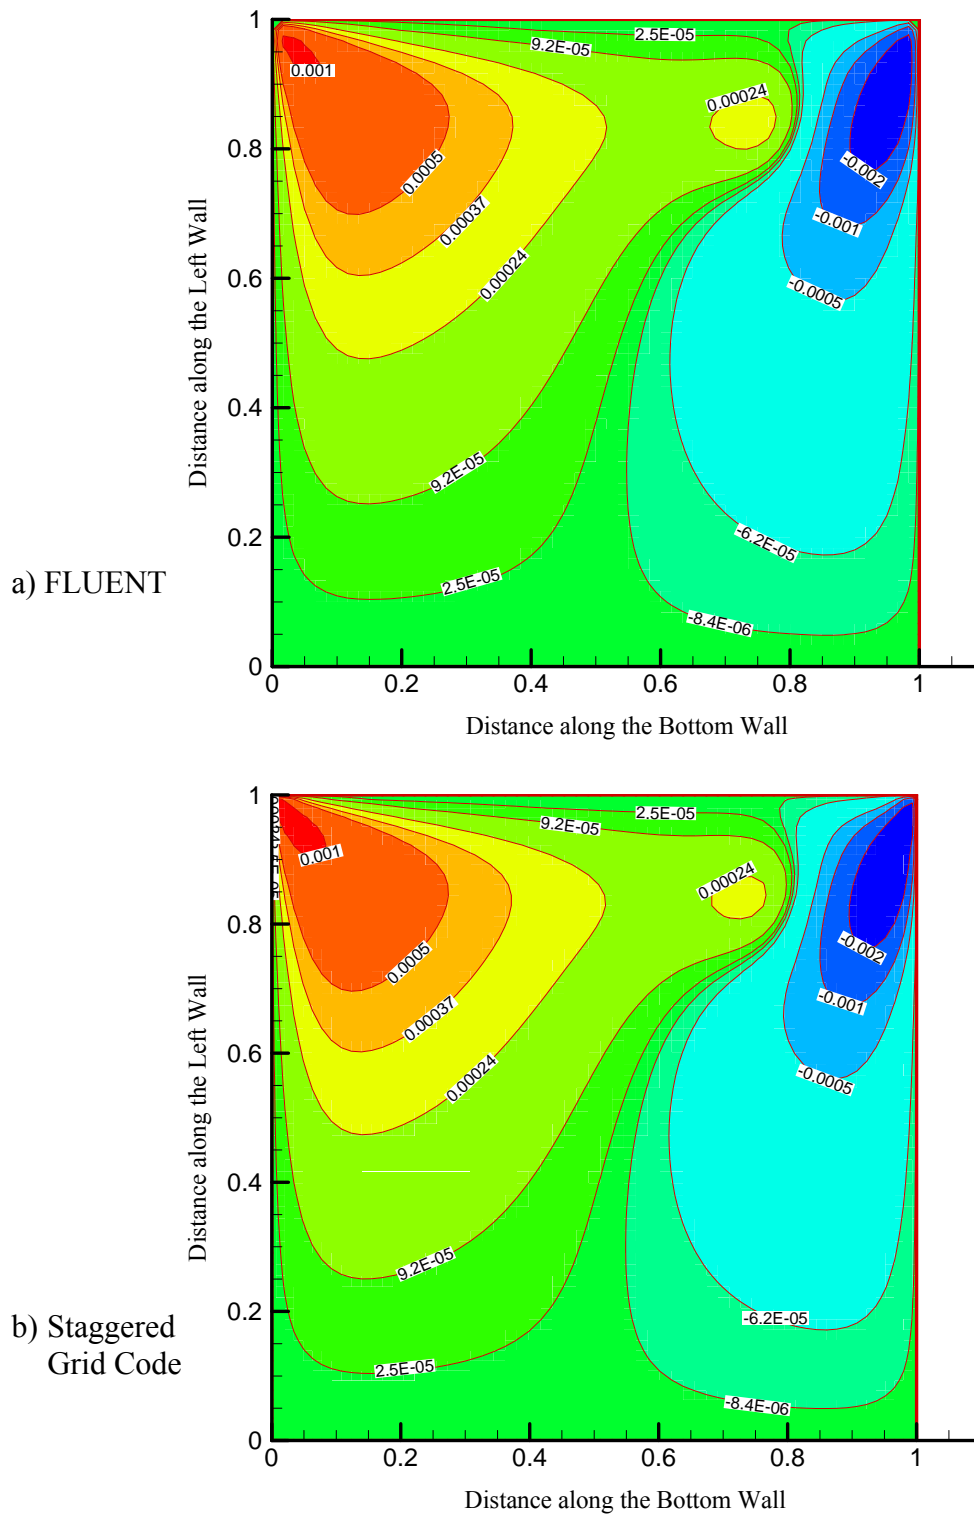 1
2.5E-05
9.2E-05
0.001
0.00024
0.8
-0.002
0.0005
0.00037
-0.001
0.00024
0.6
-0.0005
Distance along the Left Wall
0.4
9.2E-05
0.2
-6.2E-05
a) FLUENT
2.5E-05
-8.4E-06
0
0 0.2 0.4 0.6 0.8 1
Distance along the Bottom Wall
1
2.5E-05
9.2E-05
0.001
0.00024
0.8
-0.002
0.0005
-0.001
0.00037
0.6
0.00024
-0.0005
Distance along the Left Wall
0.4
9.2E-05
0.2
-6.2E-05
b) Staggered
Grid Code
2.5E-05
-8.4E-06
0
0 0.2 0.4 0.6 0.8 1
Distance along the Bottom Wall